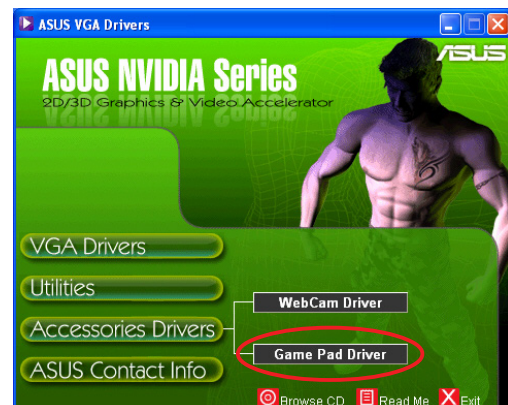 ASUS VGA Drivers
ASUS
ASUS NVIDIA Series
2D/3D Graphics & Video Accelerator
VGA Drivers
Utilities
WebCam Driver
Accessories Drivers
Game Pad Driver
ASUS Contact Info
Browse CD Read Me Exit